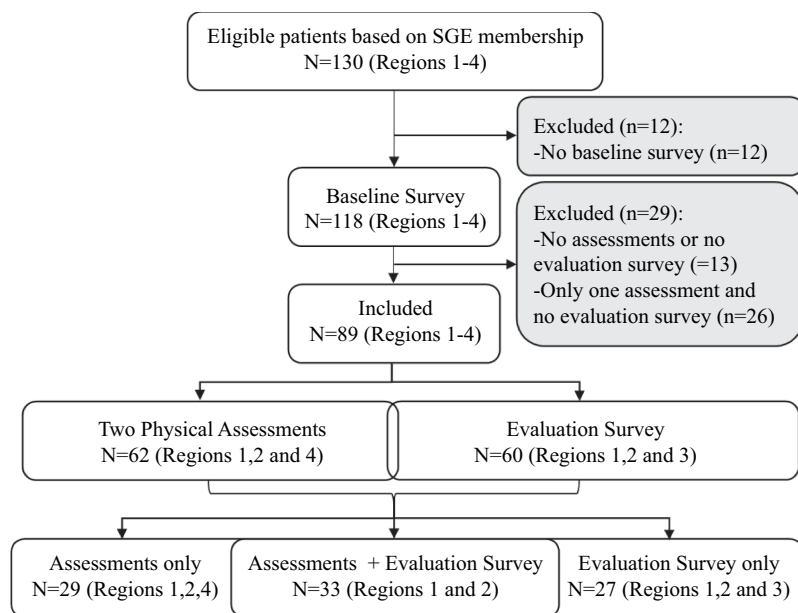 Eligible patients based on SGE membership
N=130 (Regions 1-4)
Excluded (n=12):
-No baseline survey (n=12)
Baseline Survey
N=118 (Regions 1-4)
Excluded (n=29):
-No assessments or no
evaluation survey (=13)
-Only one assessment and
no evaluation survey (n=26)
Included
N=89 (Regions 1-4)
Two Physical Assessments
N=62 (Regions 1,2 and 4)
Evaluation Survey
N=60 (Regions 1,2 and 3)
Assessments only
N=29 (Regions 1,2,4)
Assessments + Evaluation Survey
N=33 (Regions 1 and 2)
Evaluation Survey only
N=27 (Regions 1,2 and 3)